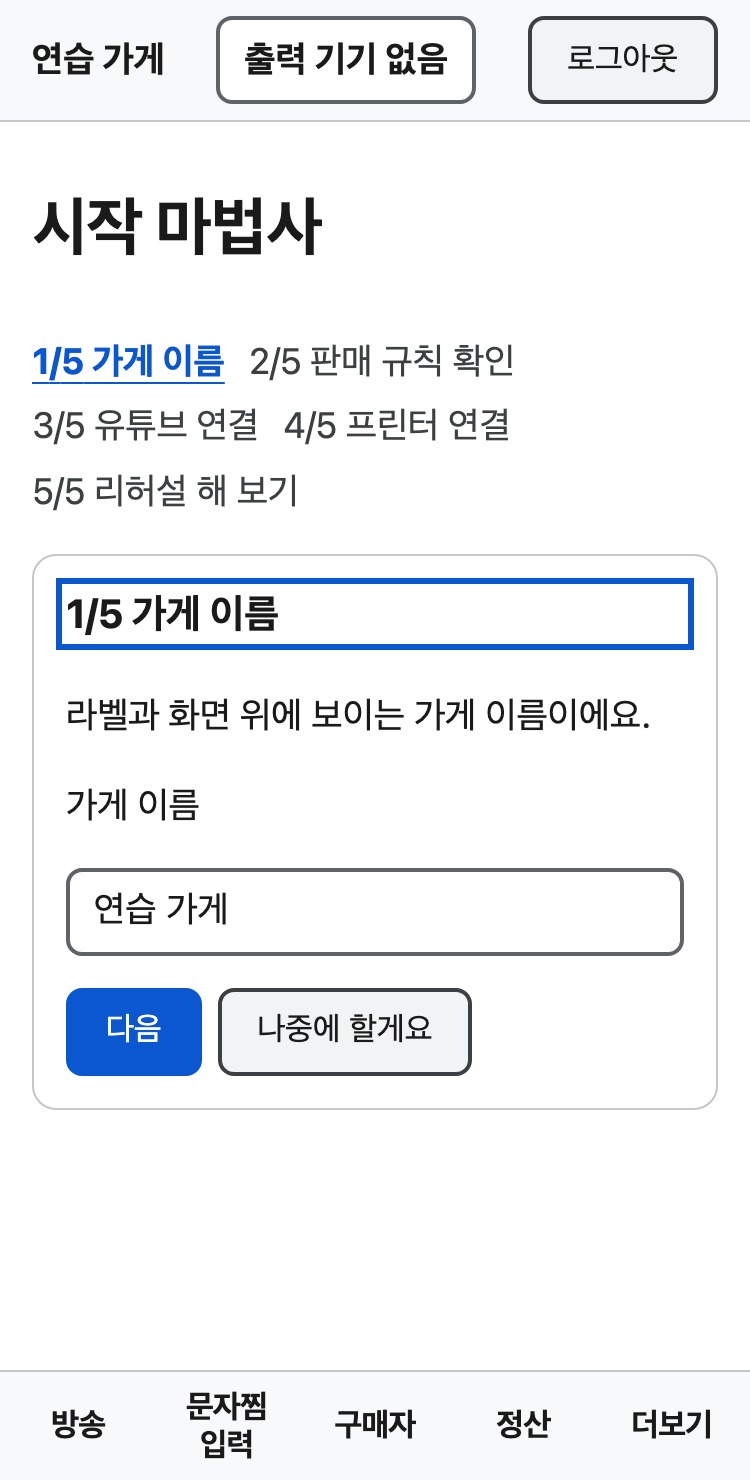 연습 가게
출력 기기 없음
로그아웃
시작 마법사
1/5 가게 이름 2/5 판매 규칙 확인
3/5 유튜브 연결 4/5 프린터 연결
5/5 리허설 해 보기
1/5 가게 이름
라벨과 화면 위에 보이는 가게 이름이에요.
가게 이름
연습 가게
다음
나중에 할게요
방송
문자찜
입력
구매자
정산
더보기